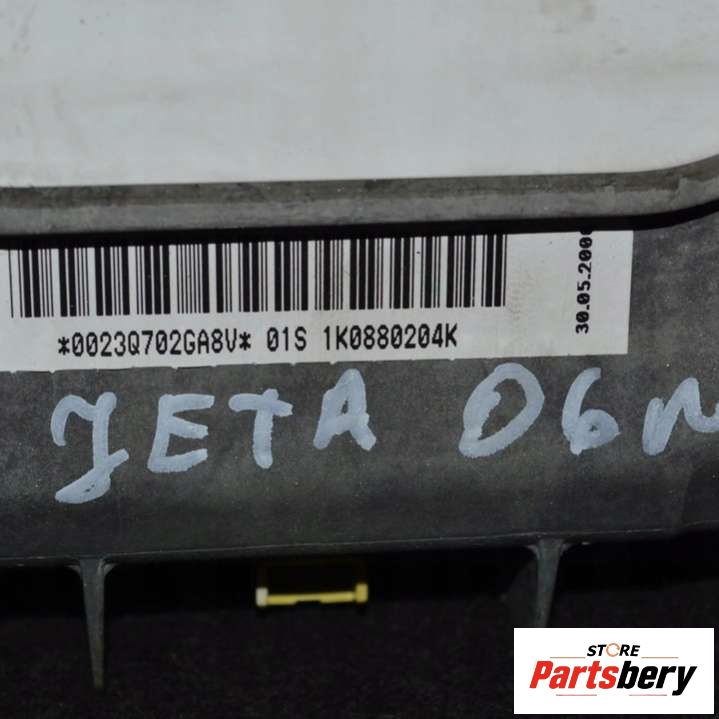 *0023Q702GA8V* 01S 1K0880204K
30.05.200
JETA 06
STORE
Partsbery